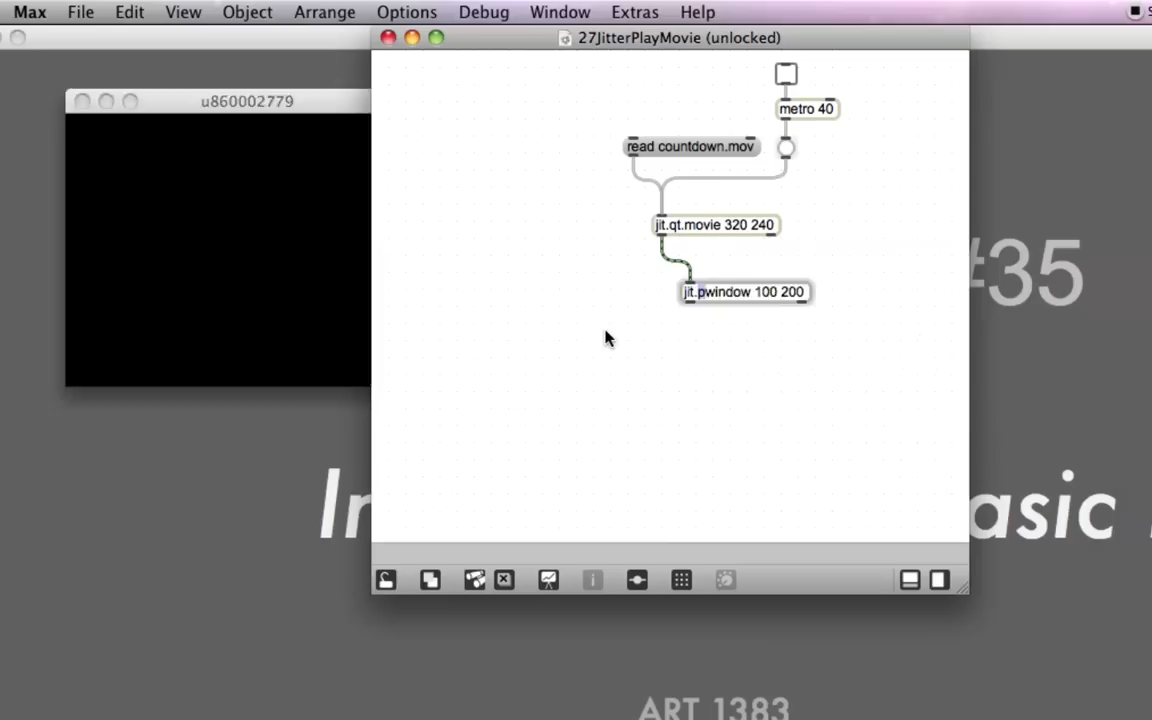 Max File Edit View Object Arrange Options Debug Window Extras Help
27JitterPlayMovie (unlocked)
u860002779
metro 40
read countdown.mov
jit.qt.movie 320 240
jit.pwindow 100 200
#35
In
asic
ART 1383